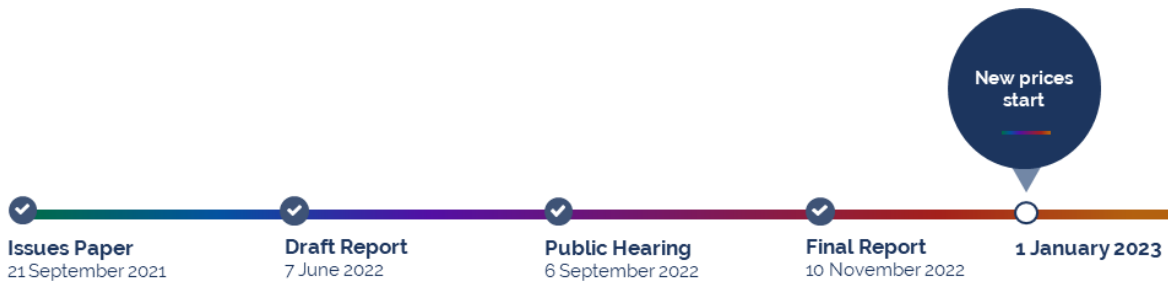 New prices
start
Issues Paper
21 September 2021
Draft Report
7 June 2022
Public Hearing
6 September 2022
Final Report
10 November 2022
1 January 2023